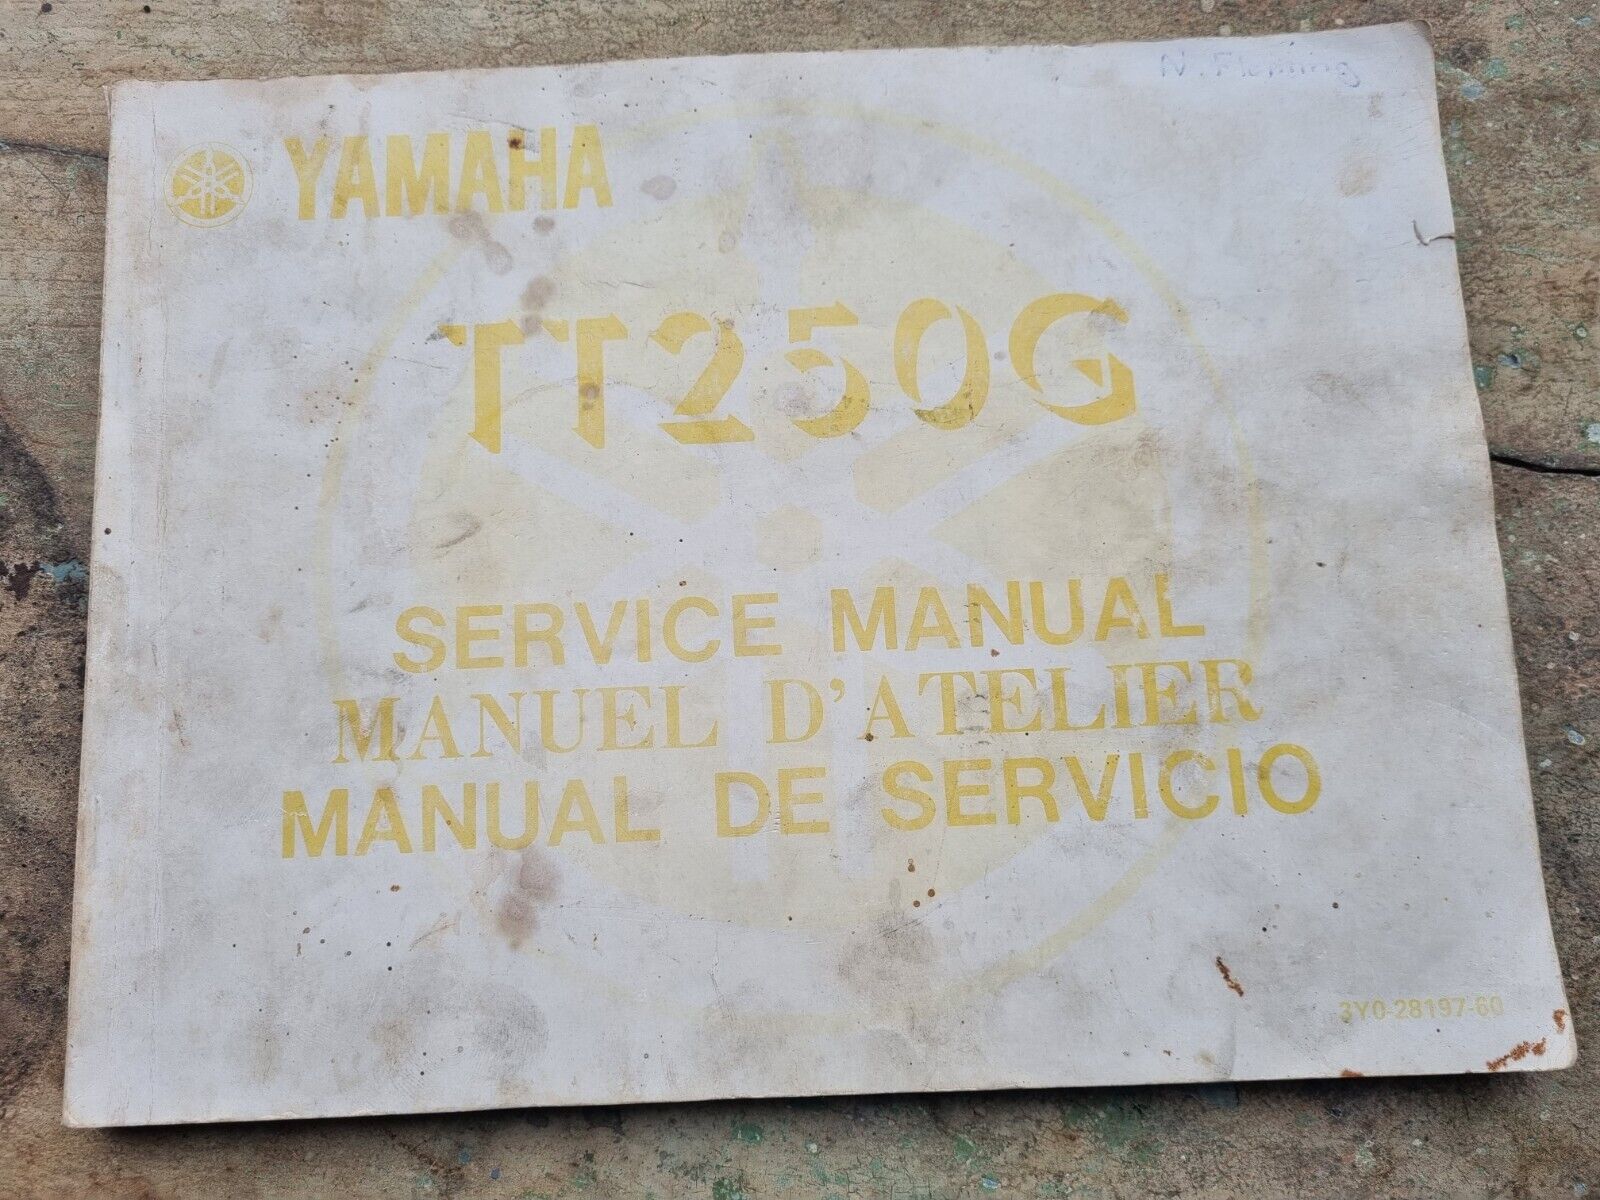 N. Fleming
YAMAHA
TT250G
SERVICE MANUAL
MANUEL D'ATELIER
MANUAL DE SERVICIO
3Y0-28197-60